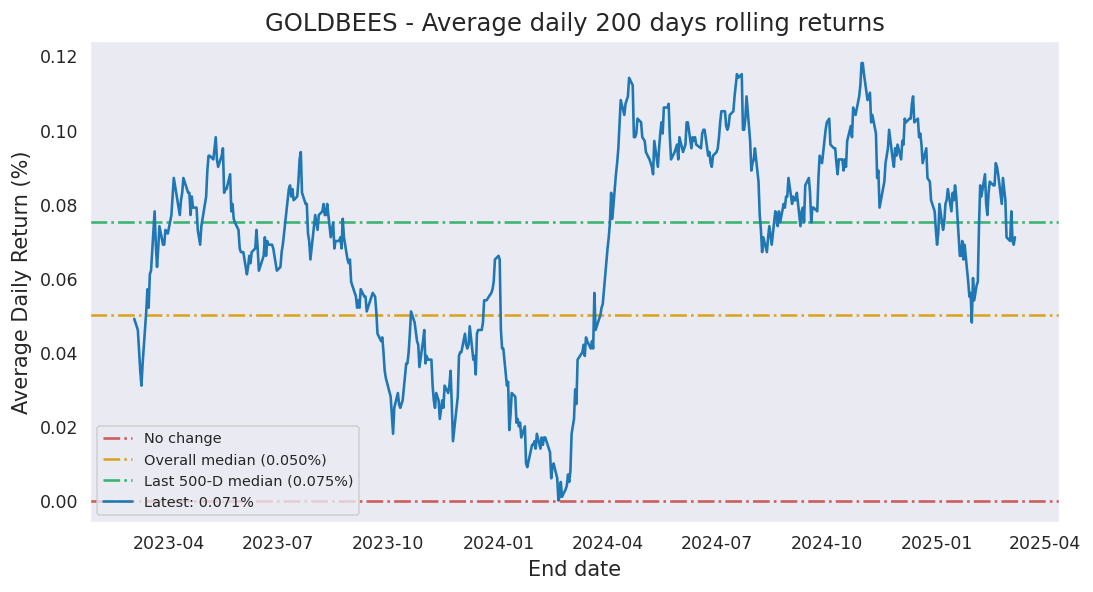 GOLDBEES - Average daily 200 days rolling returns
Average Daily Return (%)
0.12
0.10
0.08
0.06
0.04
0.02
0.00
No change
Overall median (0.050%)
Last 500-D median (0.075%)
Latest: 0.071%
2023-04 2023-07 2023-10 2024-01 2024-04 2024-07 2024-10 2025-01 2025-04
End date